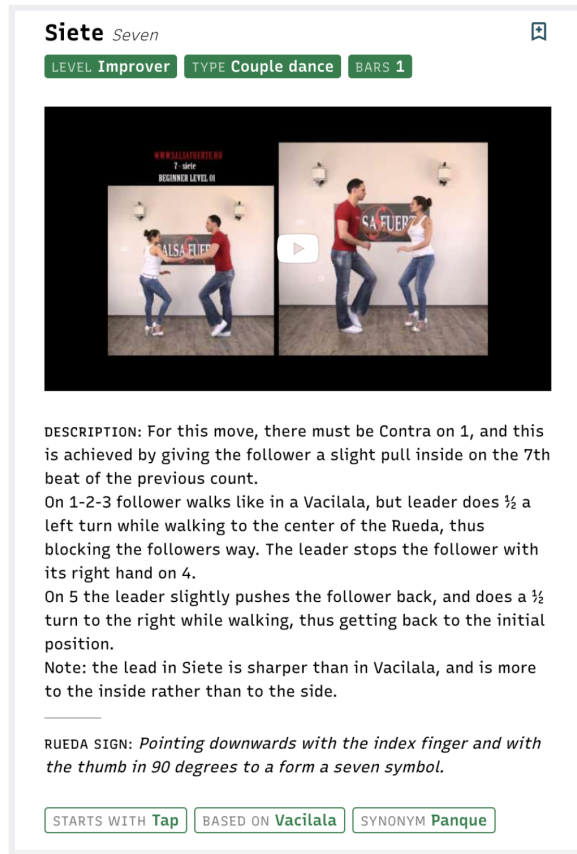 Siete Seven
LEVEL Improver TYPE Couple dance BARS 1
WWW.SALSAFUERTE.HU
7 - siete
BEGINNER LEVEL 01
ALSA FUER
SA FUERT
DESCRIPTION: For this move, there must be Contra on 1, and this
is achieved by giving the follower a slight pull inside on the 7th
beat of the previous count.
On 1-2-3 follower walks like in a Vacilala, but leader does ½ a
left turn while walking to the center of the Rueda, thus
blocking the followers way. The leader stops the follower with
its right hand on 4.
On 5 the leader slightly pushes the follower back, and does a ½
turn to the right while walking, thus getting back to the initial
position.
Note: the lead in Siete is sharper than in Vacilala, and is more
to the inside rather than to the side.
RUEDA SIGN: Pointing downwards with the index finger and with
the thumb in 90 degrees to a form a seven symbol.
STARTS WITH Tap BASED ON Vacilala SYNONYM Panque